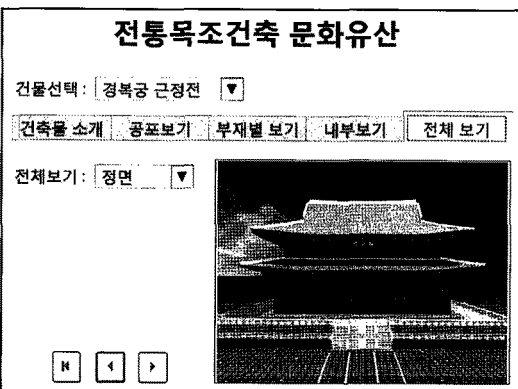 전통목조건축 문화유산
건물선택 : 경복궁 근정전
건축물 소개 공포보기 부재별 보기 내부보기 전체 보기
전체보기 : 정면